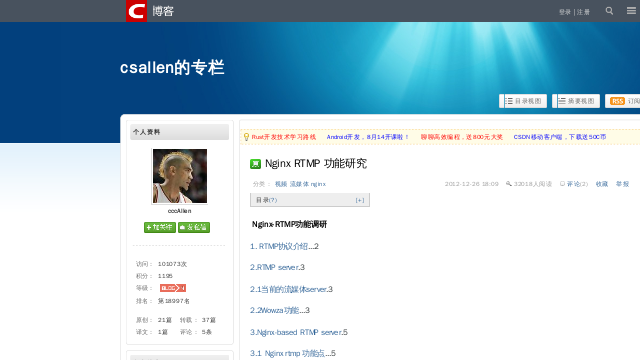 博客
登录 | 注册
csallen的专栏
目录视图
摘要视图
RSS 订阅
个人资料
cccAllen
加关注 发私信
访问： 101073次
积分： 1195
等级： BLOG 3
排名： 第18997名
原创： 21篇 转载： 37篇
译文： 1篇 评论： 5条
Rust开发技术学习路线 Android开发，8月14开课啦！ 聊聊高效编程，送800元大奖 CSDN移动客户端，下载送50C币
Nginx RTMP 功能研究
分类： 视频 流媒体 nginx
2012-12-26 18:09 32018人阅读 评论(2) 收藏 举报
目录(?) [+]
Nginx-RTMP功能调研
1. RTMP协议介绍...2
2.RTMP server.3
2.1当前的流媒体server.3
2.2Wowza功能...3
3.Nginx-based RTMP server.5
3.1 Nginx rtmp 功能点...5